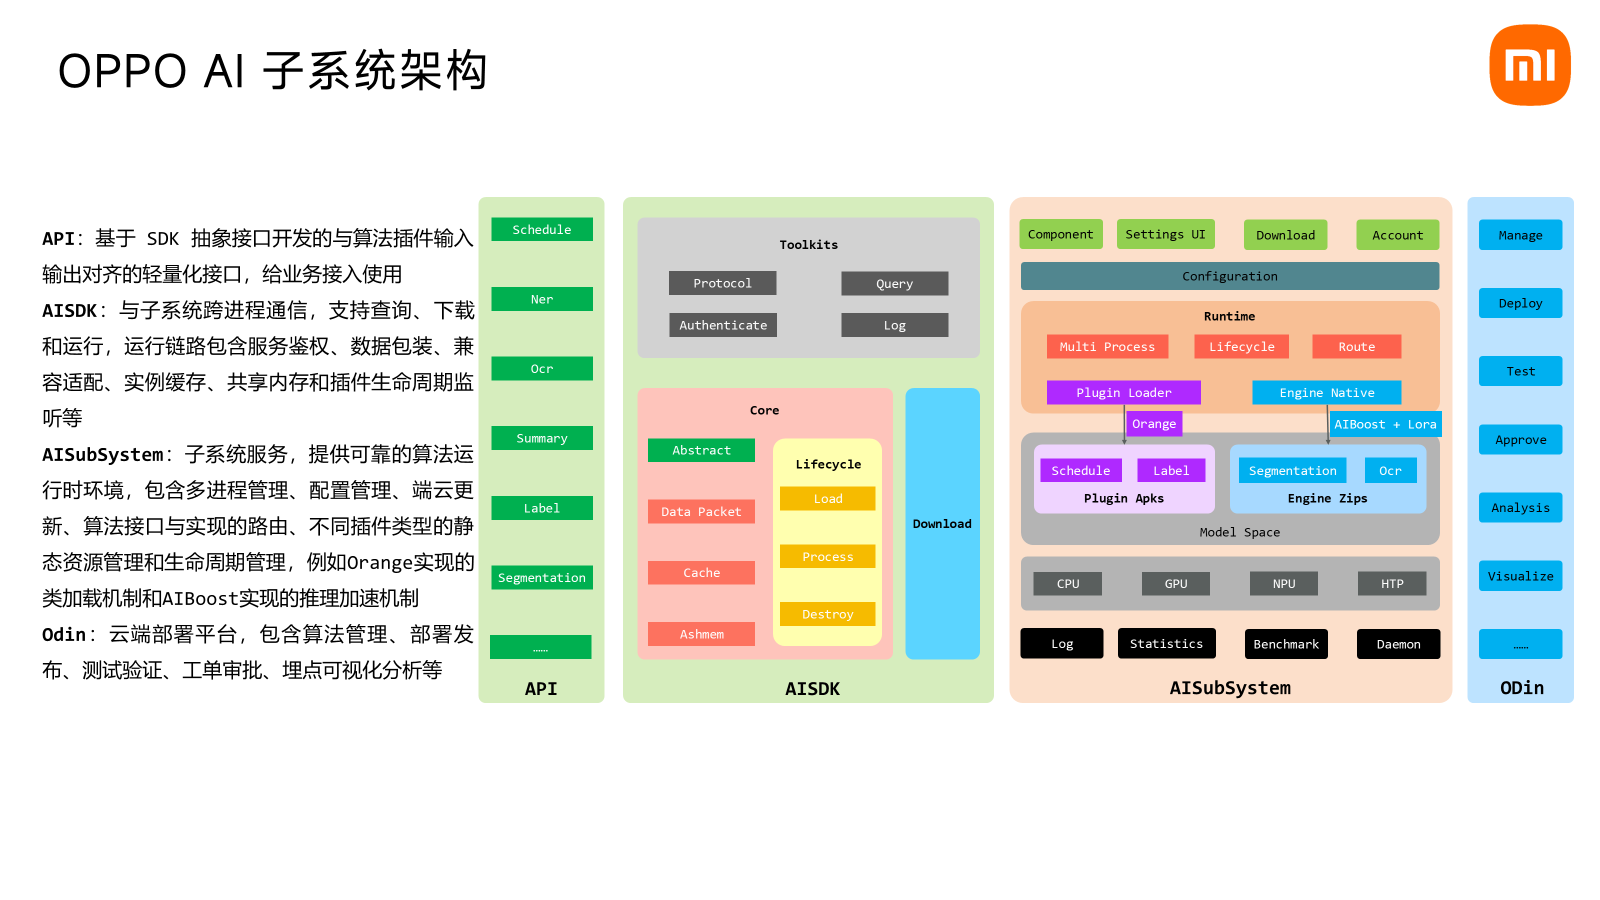 OPPO AI 子系统架构
API：基于 SDK 抽象接口开发的与算法插件输入
输出对齐的轻量化接口，给业务接入使用
AISDK：与子系统跨进程通信，支持查询、下载
和运行，运行链路包含服务鉴权、数据包装、兼
容适配、实例缓存、共享内存和插件生命周期监
听等
AISubSystem：子系统服务，提供可靠的算法运
行时环境，包含多进程管理、配置管理、端云更
新、算法接口与实现的路由、不同插件类型的静
态资源管理和生命周期管理，例如Orange实现的
类加载机制和AIBoost实现的推理加速机制
Odin：云端部署平台，包含算法管理、部署发
布、测试验证、工单审批、埋点可视化分析等
Schedule
Ner
Ocr
Summary
Label
Segmentation
……
API
Toolkits
Protocol
Query
Authenticate
Log
Core
Abstract
Data Packet
Cache
Ashmem
Lifecycle
Load
Process
Destroy
Download
AISDK
Component
Settings UI
Download
Account
Configuration
Runtime
Multi Process
Lifecycle
Route
Plugin Loader
Engine Native
Orange
AIBoost + Lora
Schedule
Label
Plugin Apks
Segmentation
Ocr
Engine Zips
Model Space
CPU
GPU
NPU
HTP
Log
Statistics
Benchmark
Daemon
AISubSystem
Manage
Deploy
Test
Approve
Analysis
Visualize
……
ODin